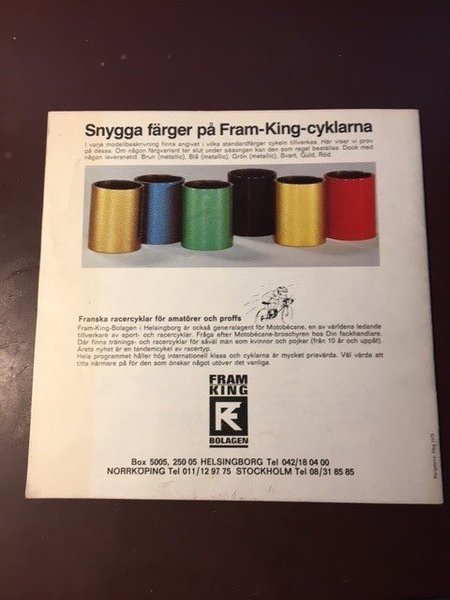 Snygga färger på Fram-King-cyklarna
I varje modellbeskrivning finns angivet i vilka standardfärger cykeln tillverkas. Här visar vi prov
på dessa. Om någon färgvariant tar slut under säsongen kan den som regel beställas. Dock med
någon leveranstid. Brun (metallic), Blå (metallic), Grön (metallic), Svart, Guld, Röd.
Franska racercyklar för amatörer och proffs
Fram-King-Bolagen i Helsingborg är också generalagent för Motobécane, en av världens ledande
tillverkare av sport- och racercyklar. Fråga efter Motobécane-broschyren hos Din fackhandlare.
Där finns tränings- och racercyklar för såväl män som kvinnor och pojkar (från 10 år och uppåt).
Årets nyhet är en tandemcykel av racertyp.
Hela programmet håller hög internationell klass och cyklarna är mycket prisvärda. Väl värda att
titta närmare på för den som önskar något utöver det vanliga.
FRAM
KING
BOLAGEN
Box 5005, 250 05 HELSINGBORG Tel 042/18 04 00
NORRKÖPING Tel 011/12 97 75 STOCKHOLM Tel 08/31 85 85